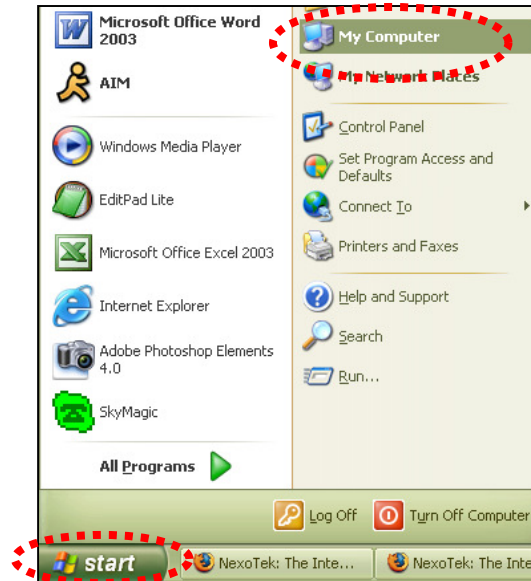 Microsoft Office Word
2003
AIM
Windows Media Player
EditPad Lite
Microsoft Office Excel 2003
Internet Explorer
Adobe Photoshop Elements
4.0
SkyMagic
All Programs
My Computer
My Network Places
Control Panel
Set Program Access and
Defaults
Connect To
Printers and Faxes
Help and Support
Search
Run...
Log Off
Turn Off Computer
start
NexoTek: The Inte...
NexoTek: The Inte